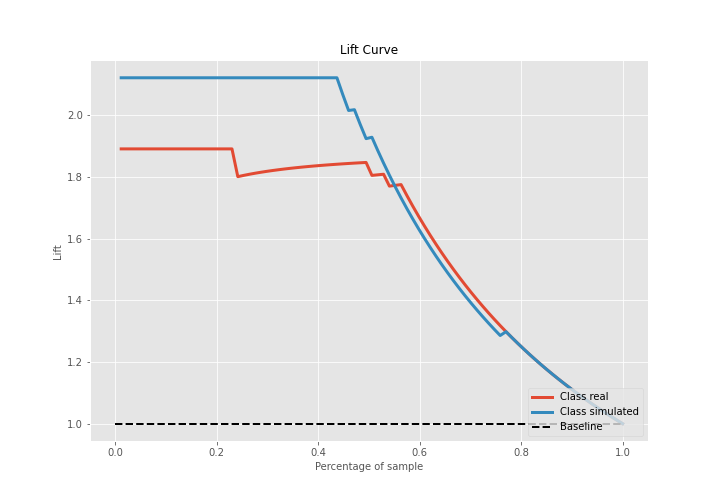 Lift Curve
Lift
2.0
1.8
1.6
1.4
1.2
1.0
0.0 0.2 0.4 0.6 0.8 1.0
Percentage of sample
Class real
Class simulated
Baseline